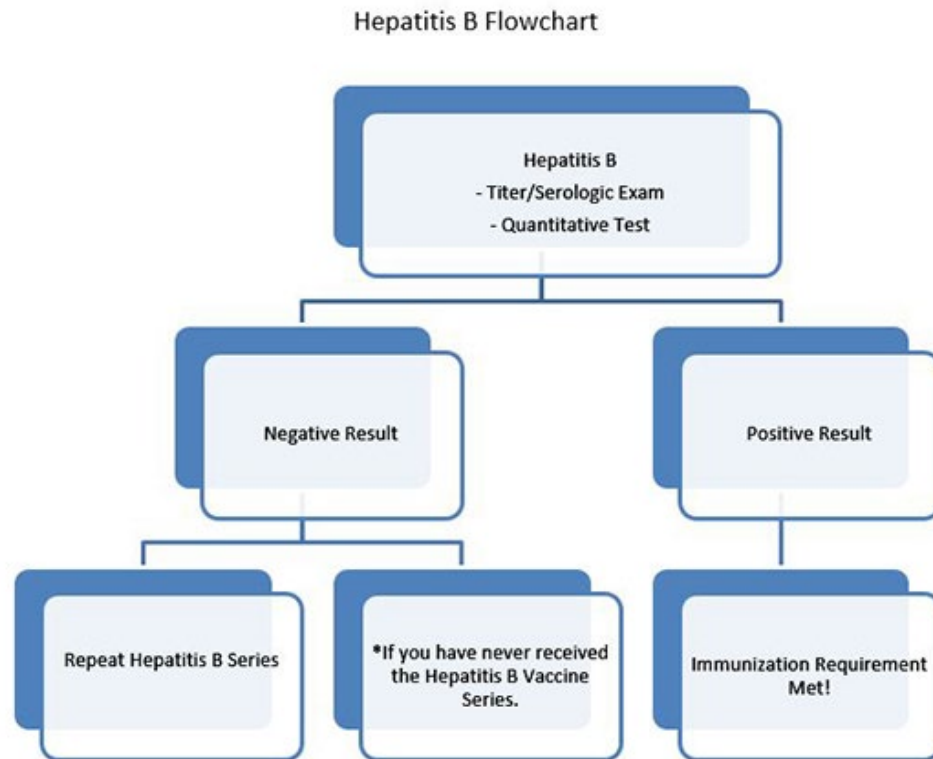 Hepatitis B Flowchart
Hepatitis B
- Titer/Serologic Exam
- Quantitative Test
Negative Result
Positive Result
Repeat Hepatitis B Series
*If you have never received
the Hepatitis B Vaccine
Series.
Immunization Requirement
Met!